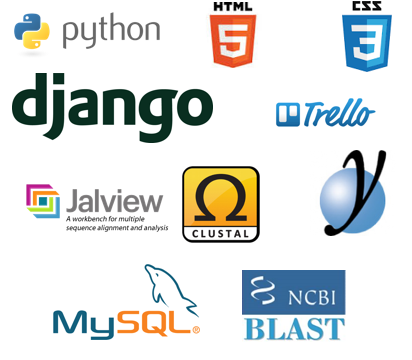 HTML
CSS
python
5
3
django
Trello
Jalview
A workbench for multiple
sequence alignment and analysis
Ω
CLUSTAL
y
MySQL®
NCBI
BLAST